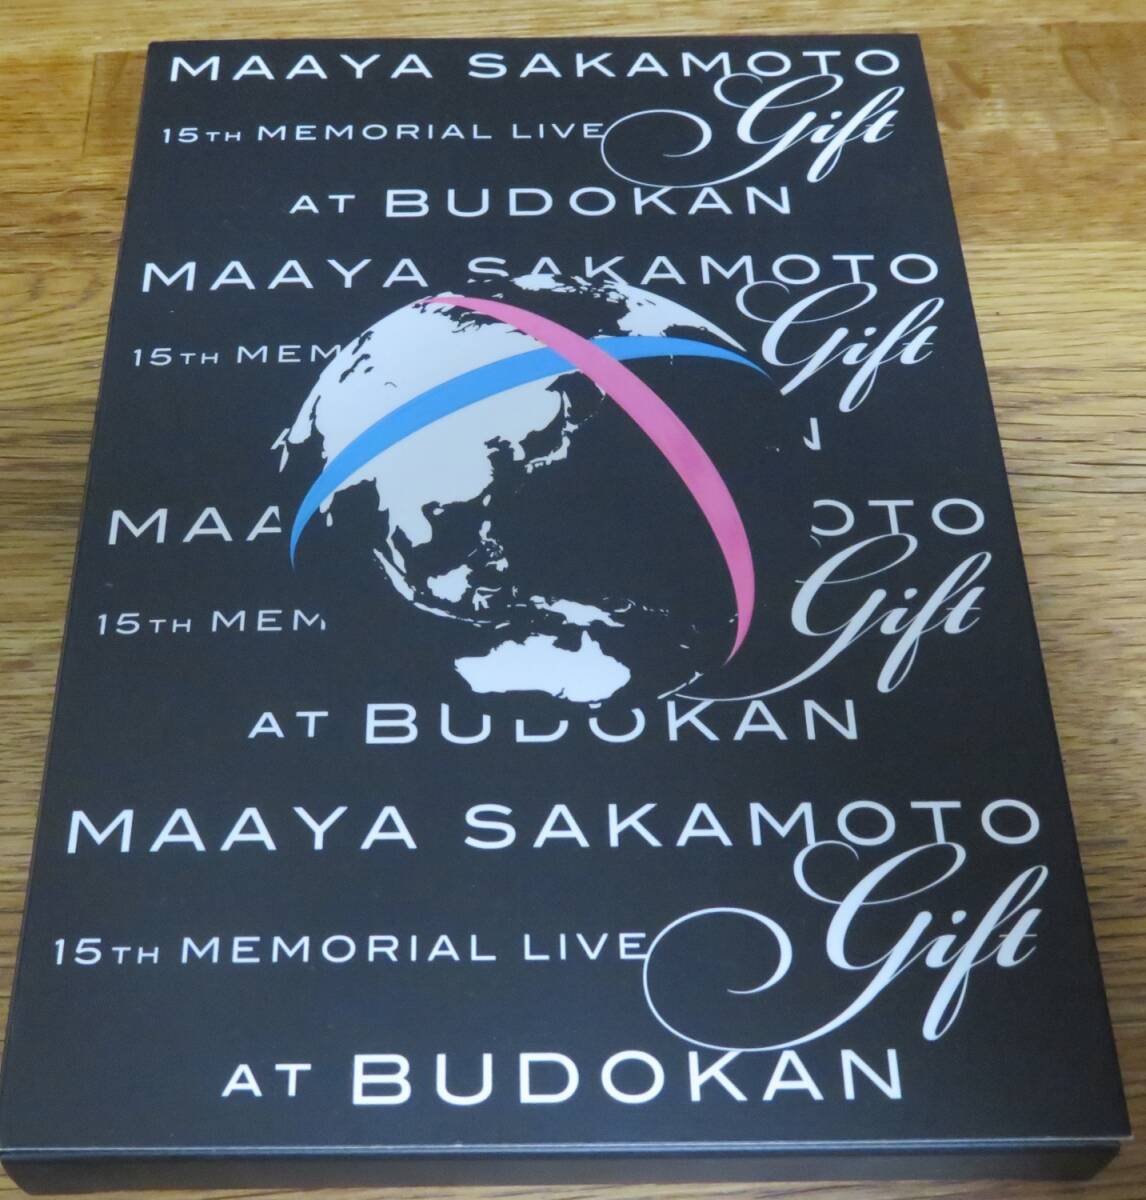 MAAYA SAKAMOTO
15TH MEMORIAL LIVE Gift
AT BUDOKAN
MAAYA SAKAMOTO
15TH MEM Gift
N
MAA OTO
15TH MEM Gift
AT BUDOKAN
MAAYA SAKAMOTO
15TH MEMORIAL LIVE Gift
AT BUDOKAN